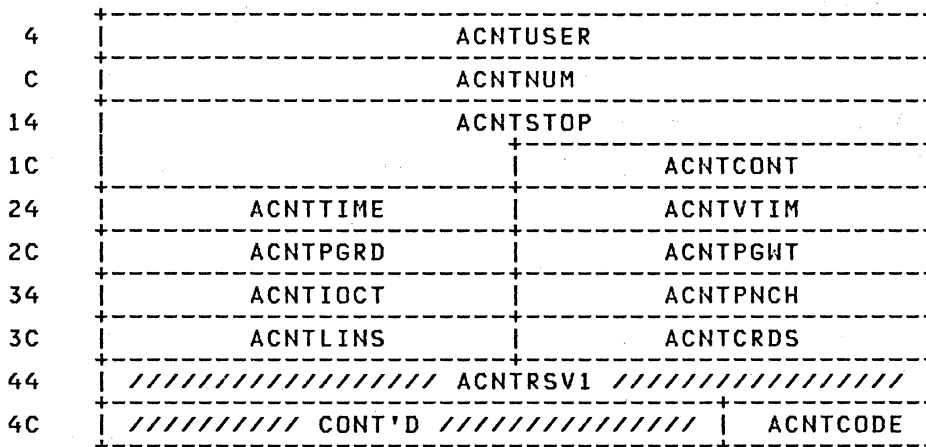 4 ACNTUSER
C ACNTNUM
14 ACNTSTOP
1C ACNTCONT
24 ACNTTIME ACNTVTIM
2C ACNTPGRD ACNTPGWT
34 ACNTIOCT ACNTPNCH
3C ACNTLINS ACNTCRDS
44 ////////////////// ACNTRSV1 /////////////////
4C ////////// CONT'D /////////////// ACNTCODE